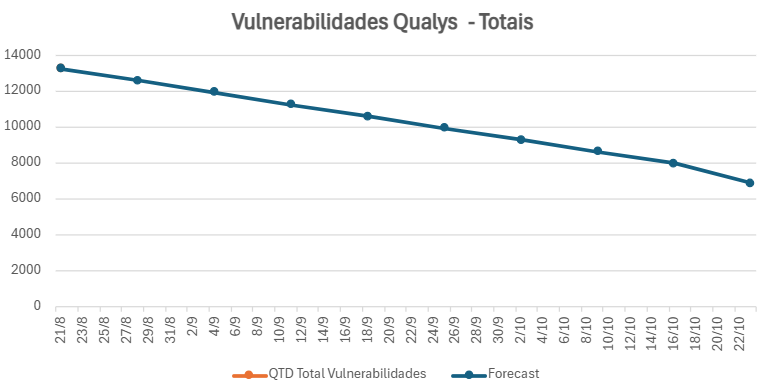 Vulnerabilidades Qualys - Totais
14000
12000
10000
8000
6000
4000
2000
0
21/8 23/8 25/8 27/8 29/8 31/8 2/9 4/9 6/9 8/9 10/9 12/9 14/9 16/9 18/9 20/9 22/9 24/9 26/9 28/9 30/9 2/10 4/10 6/10 8/10 10/10 12/10 14/10 16/10 18/10 20/10 22/10
QTD Total Vulnerabilidades Forecast